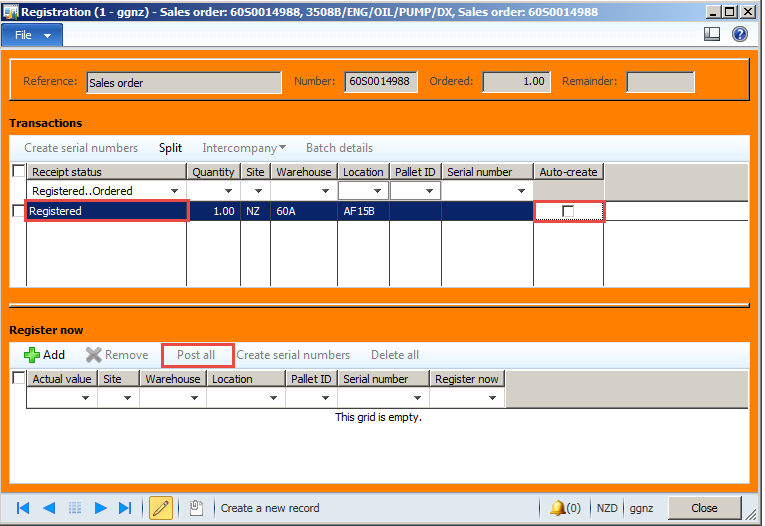 Registration (1 - ggnz) - Sales order: 60S0014988, 3508B/ENG/OIL/PUMP/DX, Sales order: 60S0014988
File
Reference: Sales order Number: 60S0014988 Ordered: 1.00 Remainder:
Transactions
Create serial numbers Split Intercompany Batch details
Receipt status Quantity Site Warehouse Location Pallet ID Serial number Auto-create
Registered..Ordered
Registered 1.00 NZ 60A AF15B
Register now
Add Remove Post all Create serial numbers Delete all
Actual value Site Warehouse Location Pallet ID Serial number Register now
This grid is empty.
Create a new record (0) NZD ggnz Close